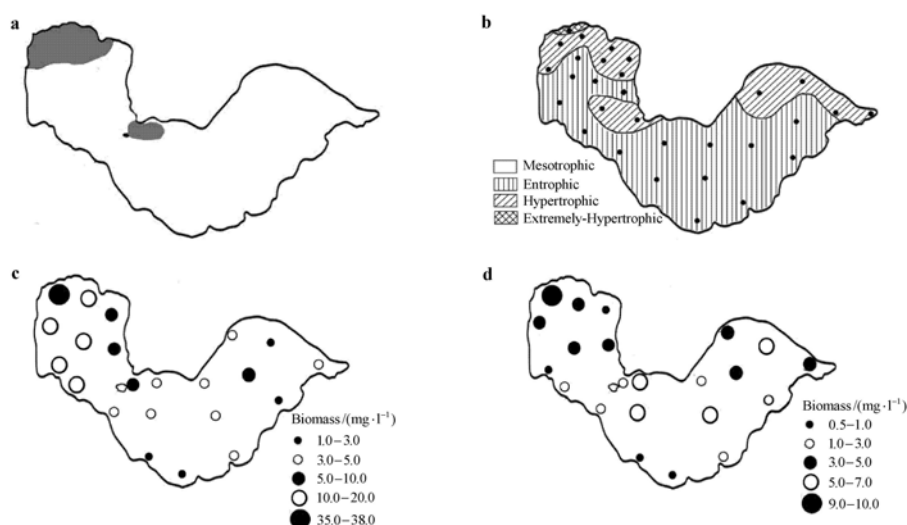 a
b
Mesotrophic
Entrophic
Hypertrophic
Extremely-Hypertrophic
c
Biomass/(mg·l⁻¹)
1.0–3.0
3.0–5.0
5.0–10.0
10.0–20.0
35.0–38.0
d
Biomass/(mg·l⁻¹)
0.5–1.0
1.0–3.0
3.0–5.0
5.0–7.0
9.0–10.0